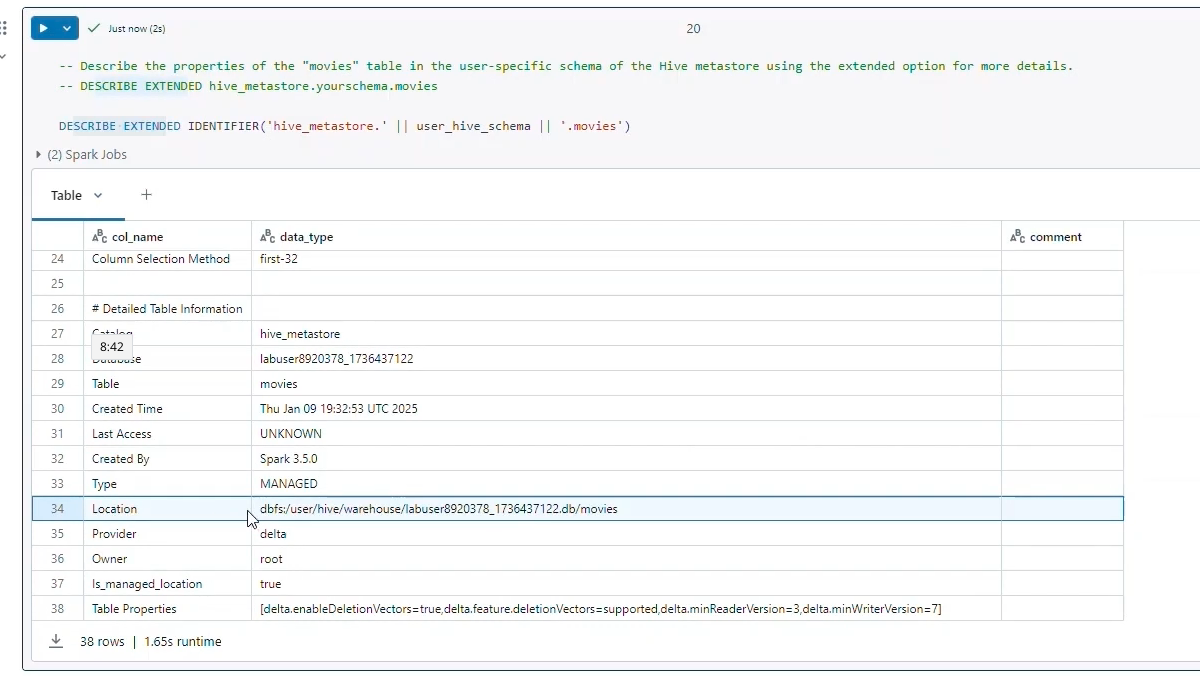 Just now (2s)
20
-- Describe the properties of the "movies" table in the user-specific schema of the Hive metastore using the extended option for more details.
-- DESCRIBE EXTENDED hive_metastore.yourschema.movies
DESCRIBE EXTENDED IDENTIFIER('hive_metastore.' || user_hive_schema || '.movies')
(2) Spark Jobs
Table +
col_name data_type comment
24 Column Selection Method first-32
25
26 # Detailed Table Information
27 Catalog hive_metastore
8:42
28 Database labuser8920378_1736437122
29 Table movies
30 Created Time Thu Jan 09 19:32:53 UTC 2025
31 Last Access UNKNOWN
32 Created By Spark 3.5.0
33 Type MANAGED
34 Location dbfs:/user/hive/warehouse/labuser8920378_1736437122.db/movies
35 Provider delta
36 Owner root
37 Is_managed_location true
38 Table Properties [delta.enableDeletionVectors=true,delta.feature.deletionVectors=supported,delta.minReaderVersion=3,delta.minWriterVersion=7]
38 rows | 1.65s runtime